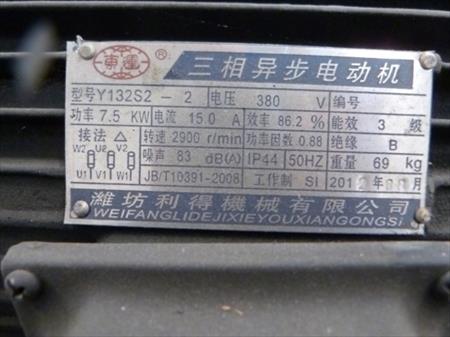 東連 ® 三相异步电动机
型号Y132S2-2 电压 380 V 编号
功率 7.5 KW 电流 15.0 A 效率 86.2 % 能效 3 级
接法 △ 转速 2900 r/min 功率因数 0.88 绝缘 B
W2 U2 V2 噪声 83 dB(A) IP44 50HZ 重量 69 kg
U1 V1 W1 JB/T10391-2008 工作制 S1 201 年 月
濰坊利得機械有限公司
WEIFANGLIDEJIXIEYOUXIANGONGSi